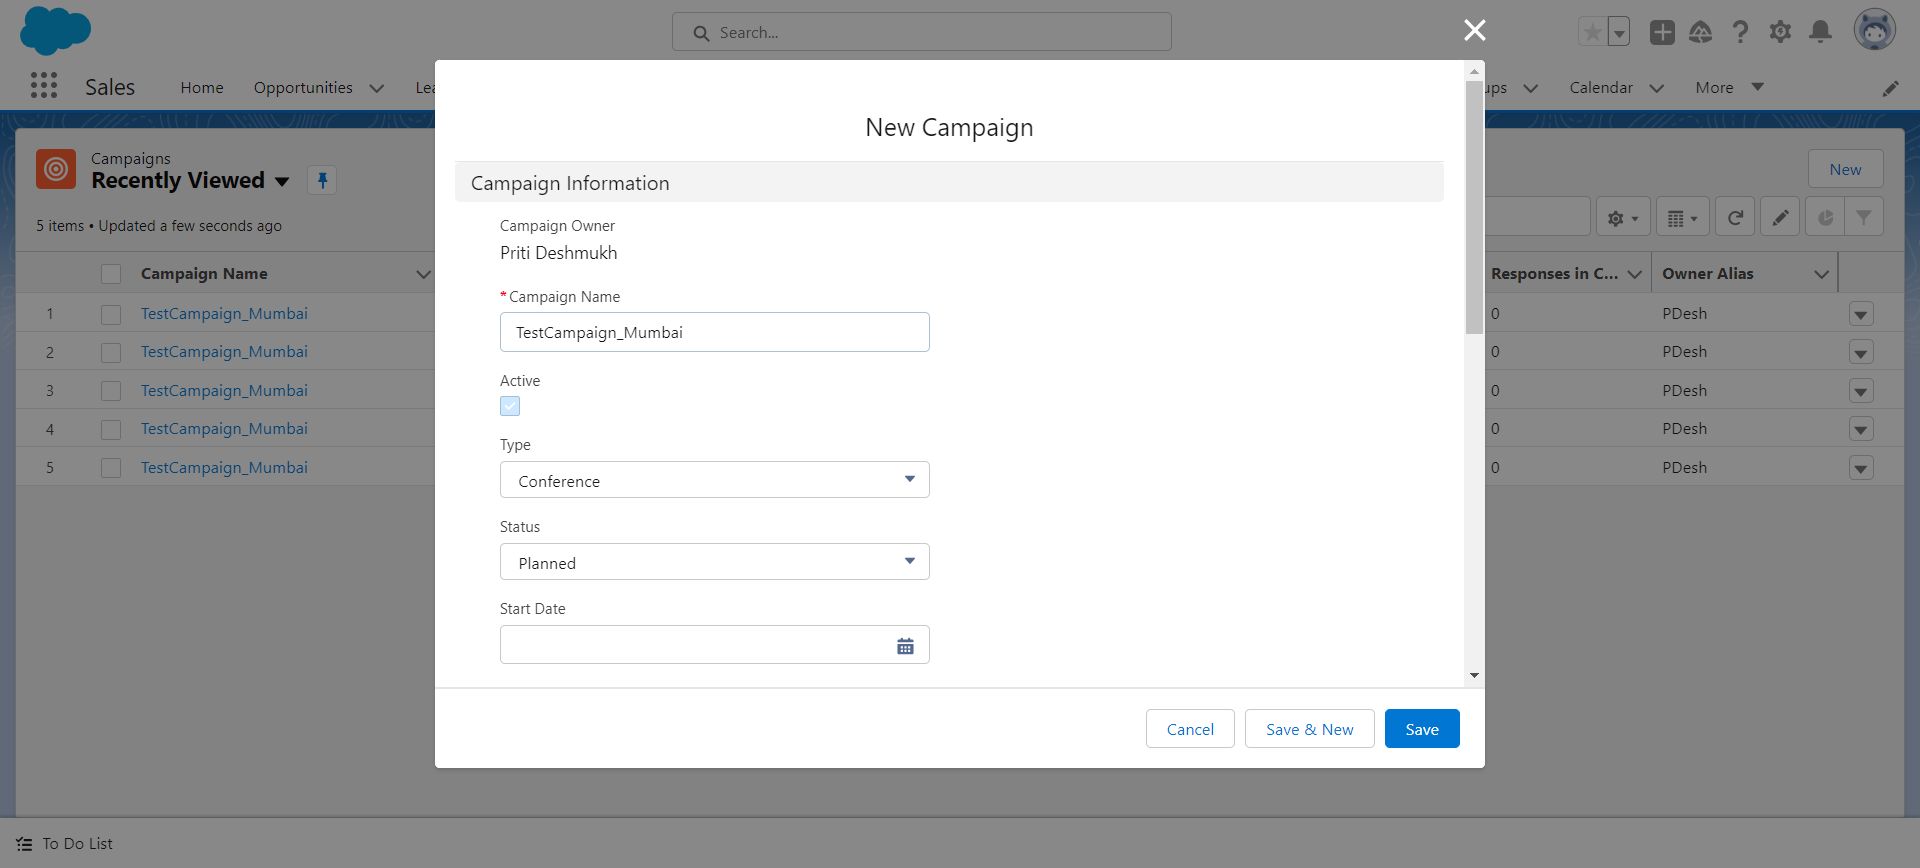 Search...
Sales
Home
Opportunities
Lea
ups
Calendar
More
Campaigns
Recently Viewed
5 items • Updated a few seconds ago
New
Campaign Name
Responses in C...
Owner Alias
1 TestCampaign_Mumbai 0 PDesh
2 TestCampaign_Mumbai 0 PDesh
3 TestCampaign_Mumbai 0 PDesh
4 TestCampaign_Mumbai 0 PDesh
5 TestCampaign_Mumbai 0 PDesh
New Campaign
Campaign Information
Campaign Owner
Priti Deshmukh
*Campaign Name
TestCampaign_Mumbai
Active
Type
Conference
Status
Planned
Start Date
Cancel
Save & New
Save
To Do List